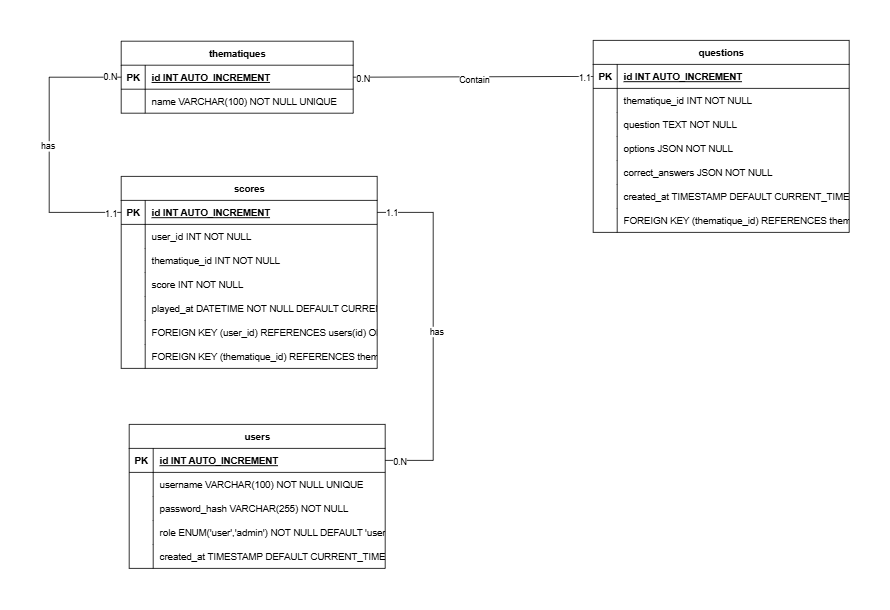 thematiques
PK id INT AUTO_INCREMENT
name VARCHAR(100) NOT NULL UNIQUE
0.N
0.N
Contain
1.1
questions
PK id INT AUTO_INCREMENT
thematique_id INT NOT NULL
question TEXT NOT NULL
options JSON NOT NULL
correct_answers JSON NOT NULL
created_at TIMESTAMP DEFAULT CURRENT_TIME
FOREIGN KEY (thematique_id) REFERENCES them
has
scores
1.1
PK id INT AUTO_INCREMENT
1.1
user_id INT NOT NULL
thematique_id INT NOT NULL
score INT NOT NULL
played_at DATETIME NOT NULL DEFAULT CURRE
FOREIGN KEY (user_id) REFERENCES users(id) O
FOREIGN KEY (thematique_id) REFERENCES them
has
users
PK id INT AUTO_INCREMENT
0.N
username VARCHAR(100) NOT NULL UNIQUE
password_hash VARCHAR(255) NOT NULL
role ENUM('user','admin') NOT NULL DEFAULT 'user
created_at TIMESTAMP DEFAULT CURRENT_TIME